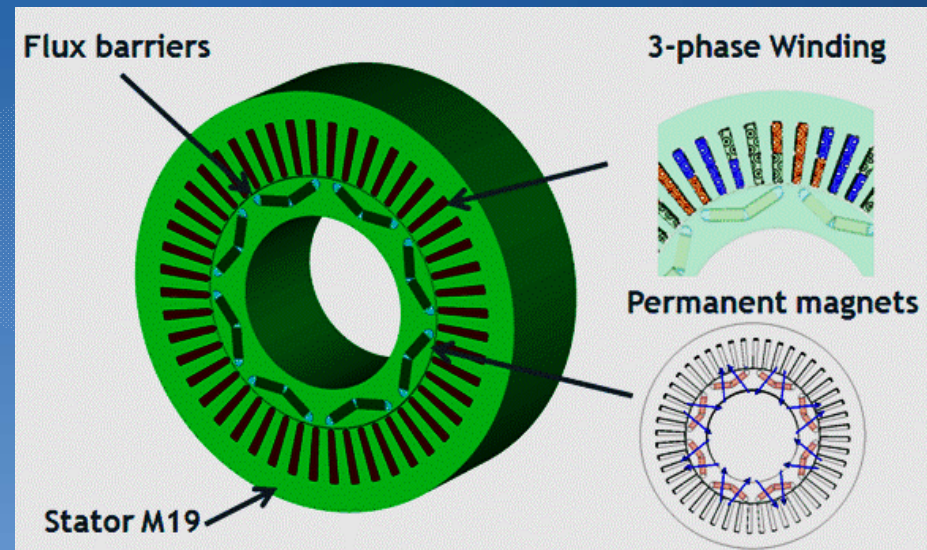 Flux barriers
3-phase Winding
Permanent magnets
Stator M19